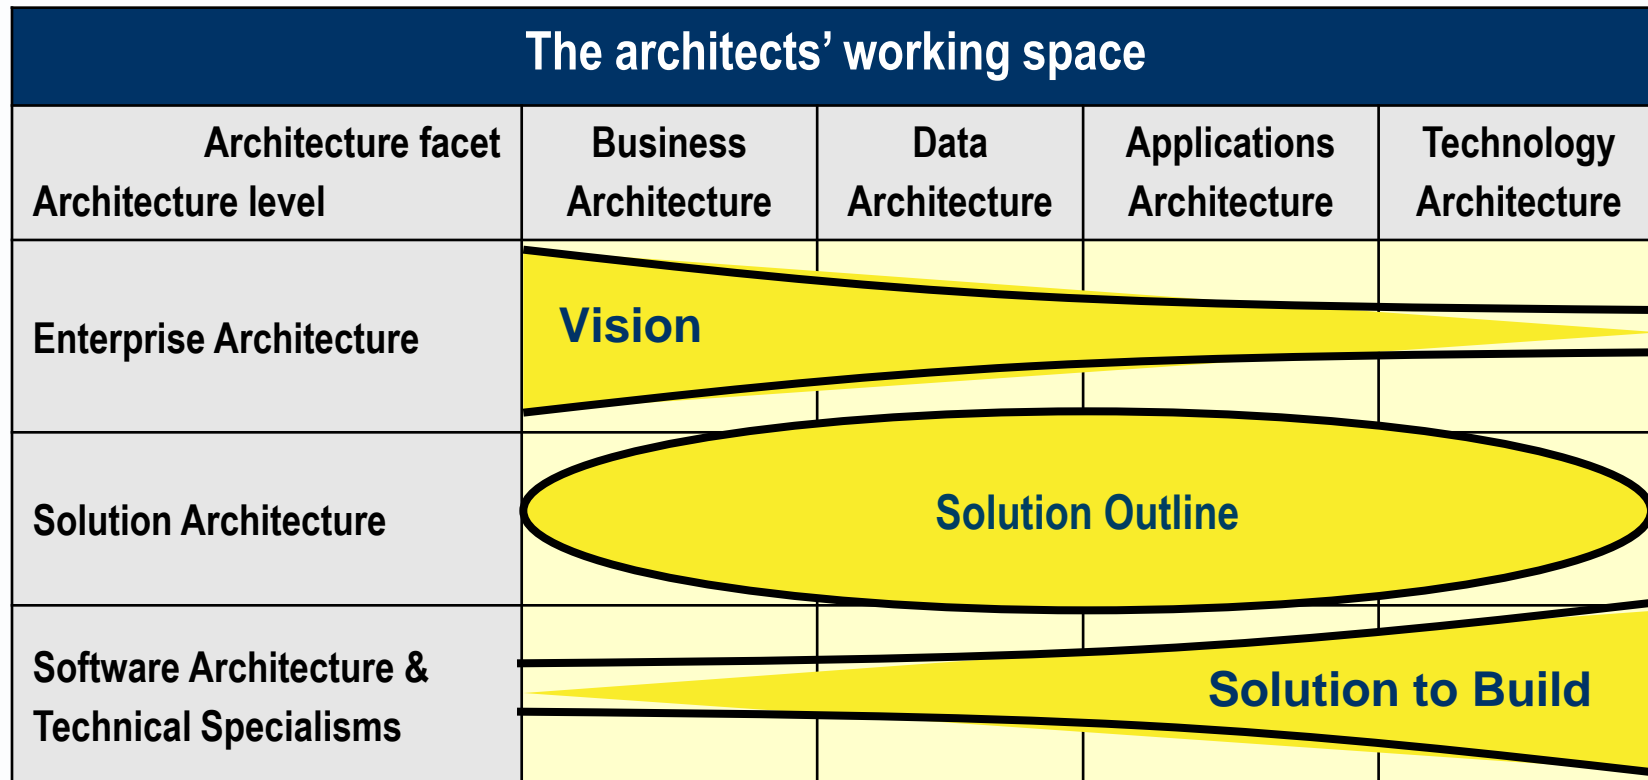 The architects’ working space
Architecture facet
Architecture level
Business
Architecture
Data
Architecture
Applications
Architecture
Technology
Architecture
Enterprise Architecture
Vision
Solution Architecture
Solution Outline
Software Architecture &
Technical Specialisms
Solution to Build